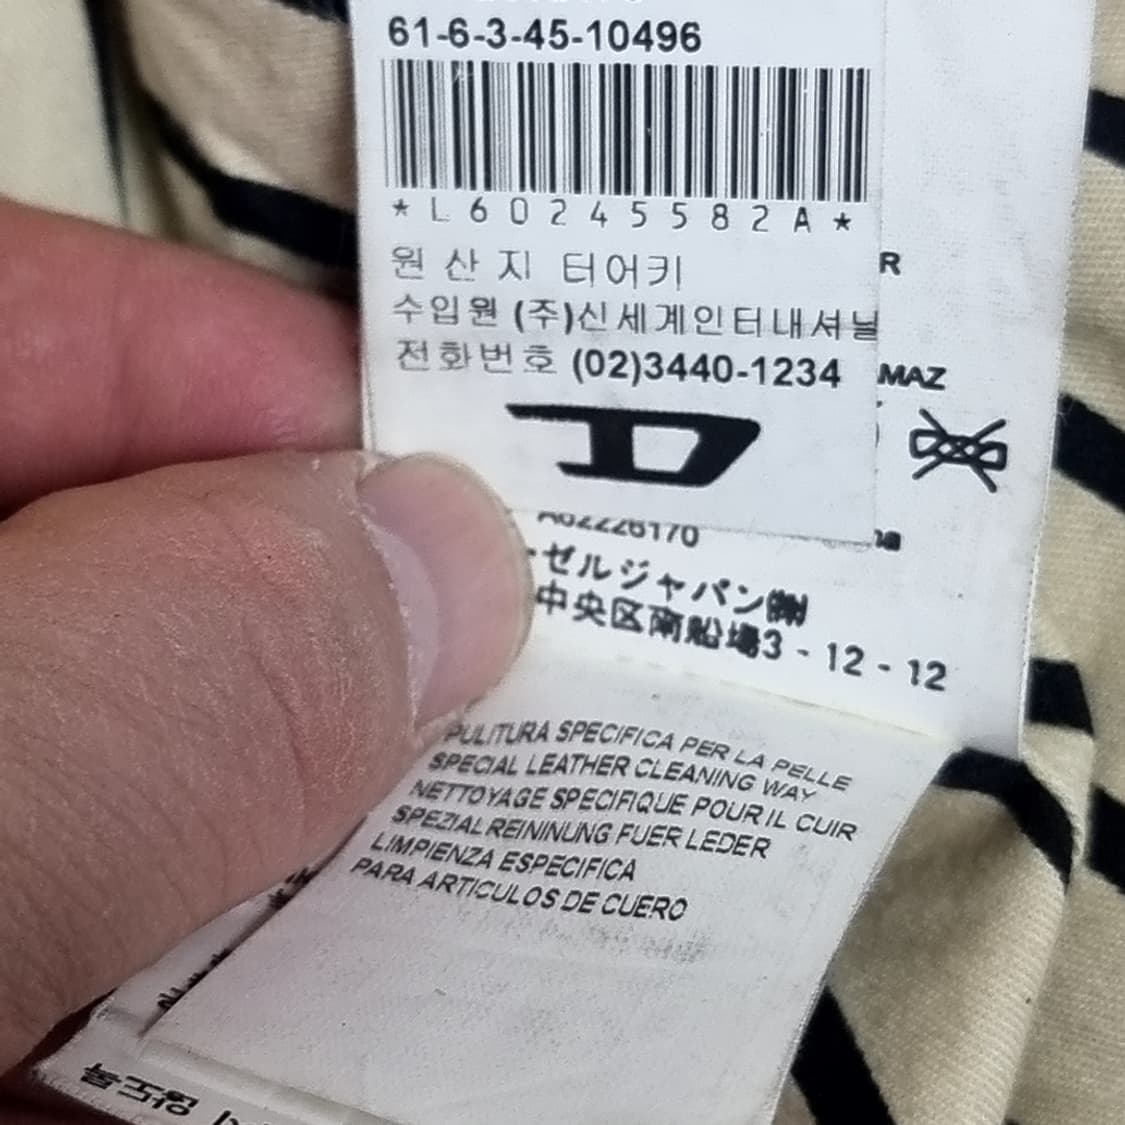 61-6-3-45-10496
*L60245582A*
원산지 터어키
R
수입원 (주)신세계인터내셔널
전화번호 (02)3440-1234
MAZ
A62226170
ーゼルジャパン㈱
中央区南船場3-12-12
PULITURA SPECIFICA PER LA PELLE
SPECIAL LEATHER CLEANING WAY
NETTOYAGE SPECIFIQUE POUR IL CUIR
SPEZIAL REININUNG FUER LEDER
LIMPIENZA ESPECIFICA
PARA ARTICULOS DE CUERO